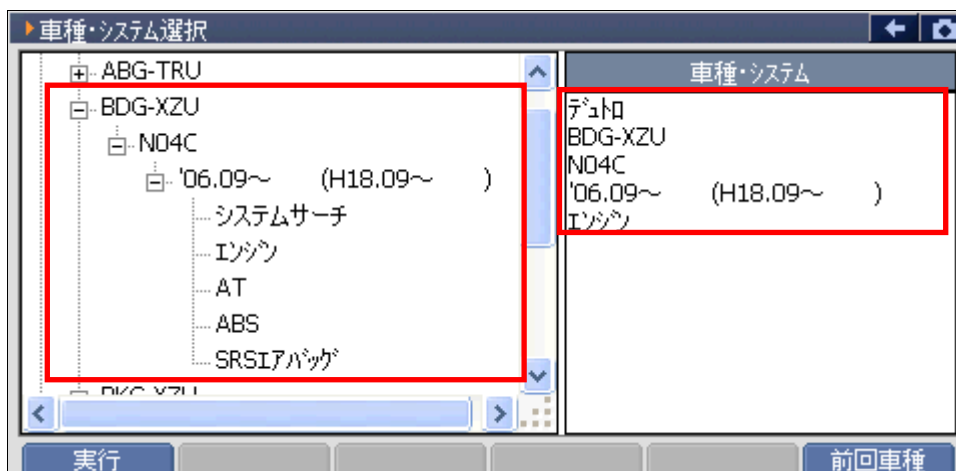 車種・システム選択
ABG-TRU
BDG-XZU
N04C
'06.09～ (H18.09～ )
システムサーチ
ｴﾝｼﾞﾝ
AT
ABS
SRSｴｱﾊﾞｯｸﾞ
車種・システム
ﾃﾞｭﾄﾛ
BDG-XZU
N04C
'06.09～ (H18.09～ )
ｴﾝｼﾞﾝ
実行
前回車種